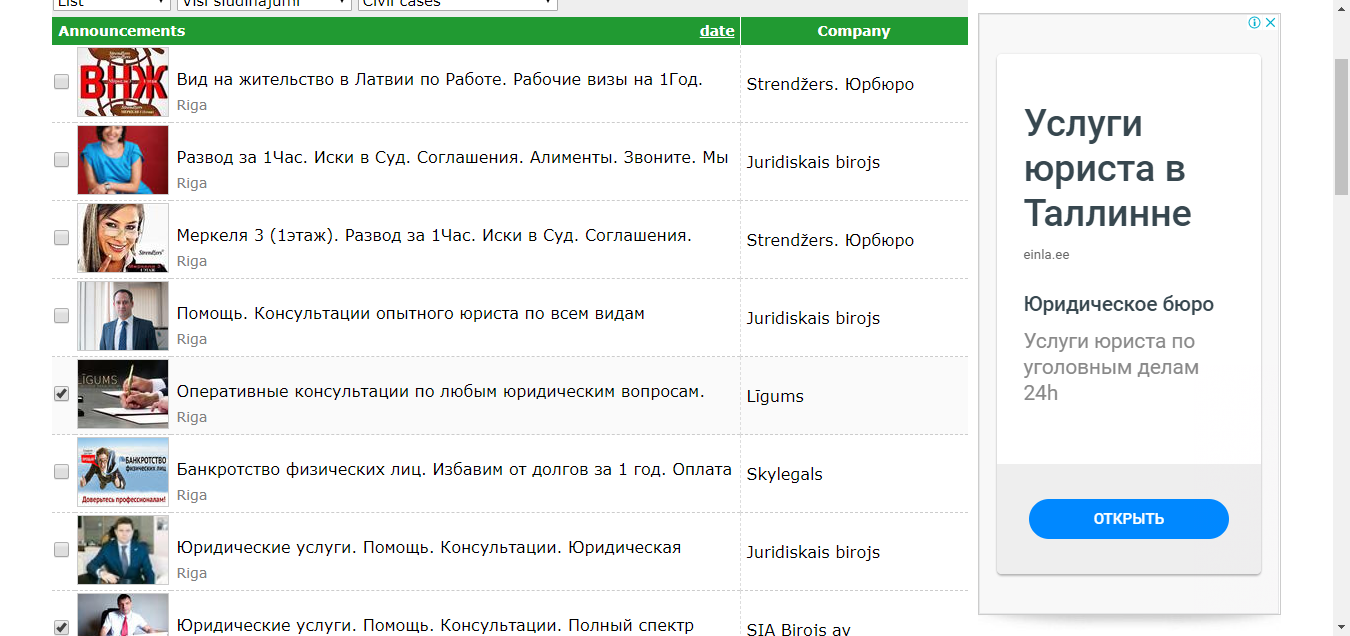 List Visi sludinājumi Civil cases
Announcements date Company
ВНЖ
Вид на жительство в Латвии по Работе. Рабочие визы на 1Год.
Riga
Strendžers. Юрбюро
Развод за 1Час. Иски в Суд. Соглашения. Алименты. Звоните. Мы
Riga
Juridiskais birojs
Strendžers
Меркеля 3 (1этаж). Развод за 1Час. Иски в Суд. Соглашения.
Riga
Strendžers. Юрбюро
Помощь. Консультации опытного юриста по всем видам
Riga
Juridiskais birojs
LĪGUMS
Оперативные консультации по любым юридическим вопросам.
Riga
Līgums
БАНКРОТСТВО
физических лиц
Доверьтесь профессионалам!
Банкротство физических лиц. Избавим от долгов за 1 год. Оплата
Riga
Skylegals
Юридические услуги. Помощь. Консультации. Юридическая
Riga
Juridiskais birojs
Юридические услуги. Помощь. Консультации. Полный спектр
SIA Birojs av
Услуги
юриста в
Таллинне
einla.ee
Юридическое бюро
Услуги юриста по
уголовным делам
24h
ОТКРЫТЬ